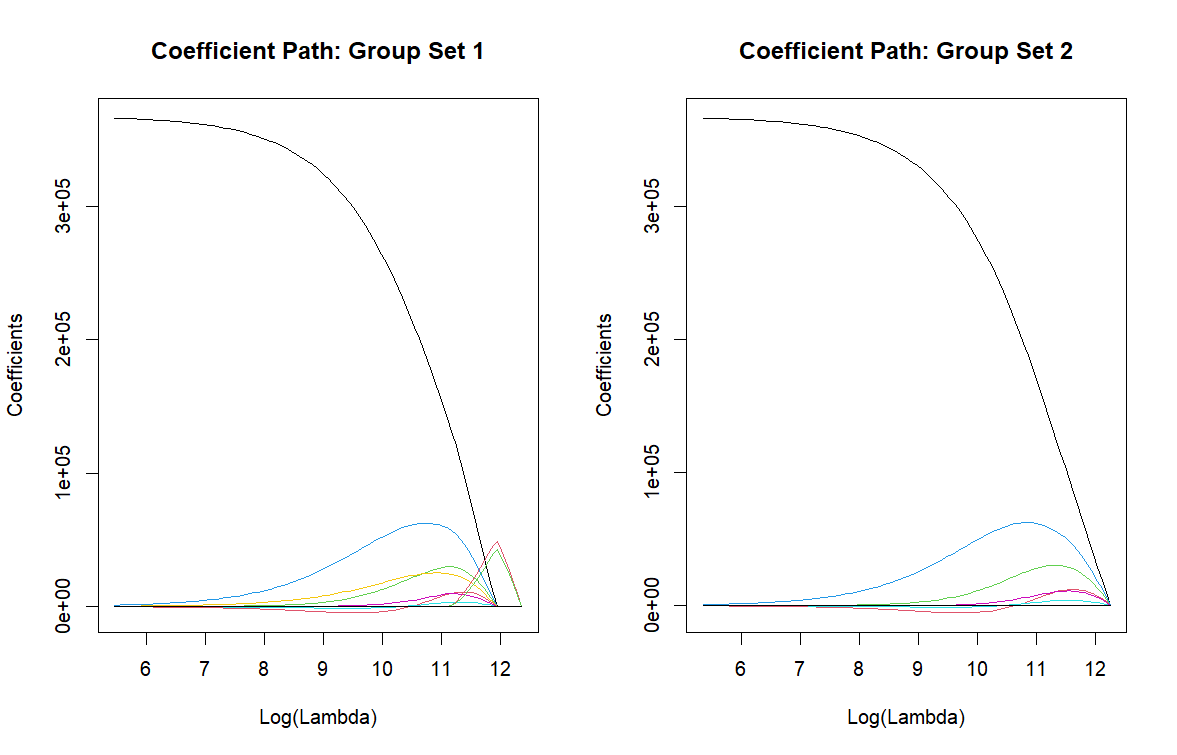 Coefficient Path: Group Set 1
Coefficients
3e+05
2e+05
1e+05
0e+00
6 7 8 9 10 11 12
Log(Lambda)
Coefficient Path: Group Set 2
Coefficients
3e+05
2e+05
1e+05
0e+00
6 7 8 9 10 11 12
Log(Lambda)